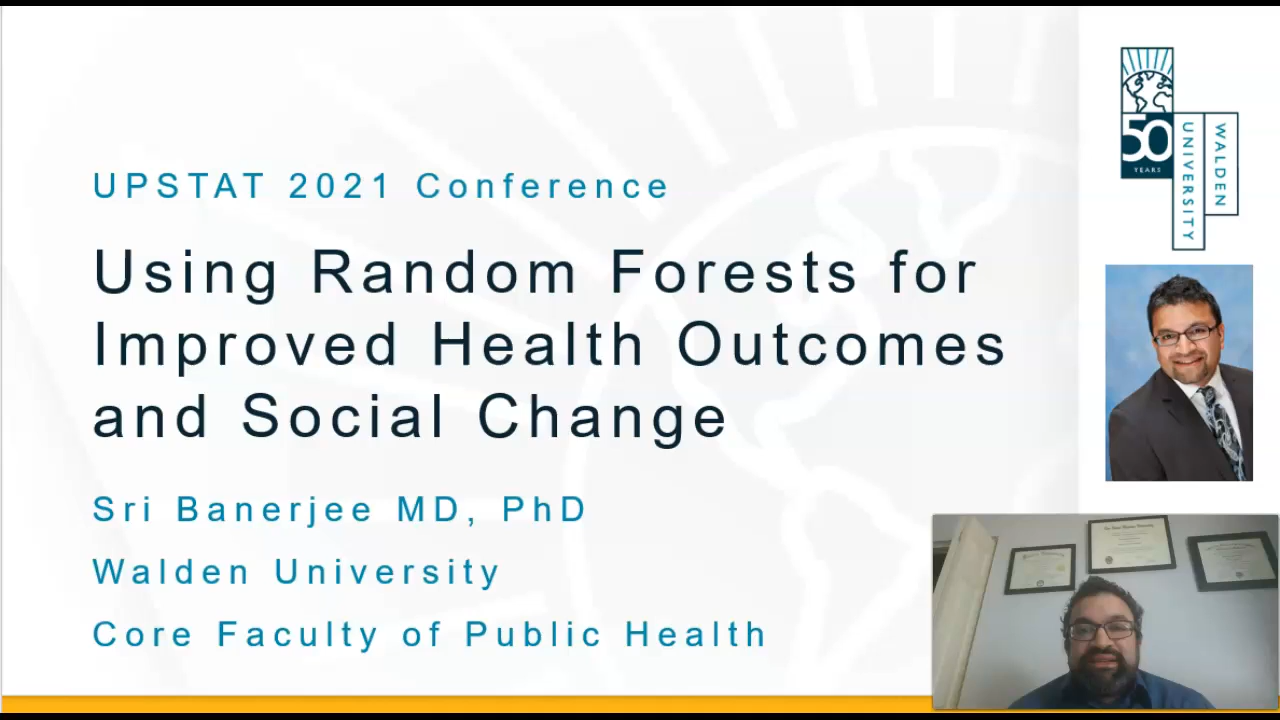 UPSTAT 2021 Conference
Using Random Forests for
Improved Health Outcomes
and Social Change
Sri Banerjee MD, PhD
Walden University
Core Faculty of Public Health
50
YEARS
WALDEN
UNIVERSITY